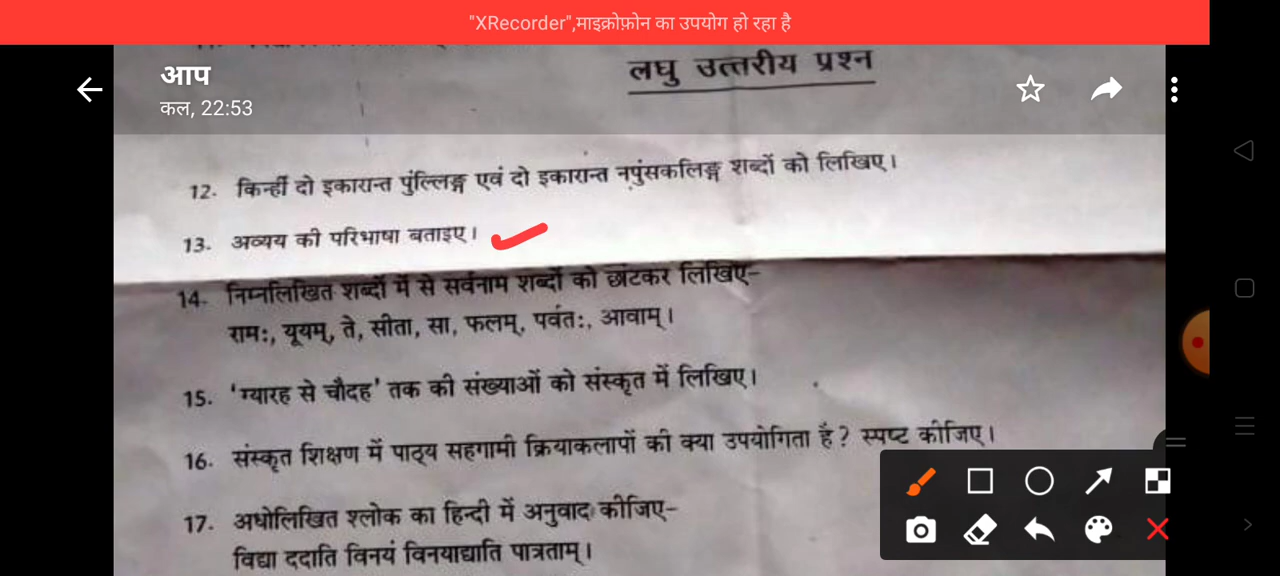 "XRecorder",माइक्रोफ़ोन का उपयोग हो रहा है
आप
कल, 22:53
लघु उत्तरीय प्रश्न
12. किन्हीं दो इकारान्त पुंल्लिङ्ग एवं दो इकारान्त नपुंसकलिङ्ग शब्दों को लिखिए।
13. अव्यय की परिभाषा बताइए।
14. निम्नलिखित शब्दों में से सर्वनाम शब्दों को छांटकर लिखिए–
रामः, यूयम्, ते, सीता, सा, फलम्, पर्वतः, आवाम्।
15. 'ग्यारह से चौदह' तक की संख्याओं को संस्कृत में लिखिए।
16. संस्कृत शिक्षण में पाठ्य सहगामी क्रियाकलापों की क्या उपयोगिता है? स्पष्ट कीजिए।
17. अधोलिखित श्लोक का हिन्दी में अनुवाद कीजिए–
विद्या ददाति विनयं विनयाद्याति पात्रताम्।